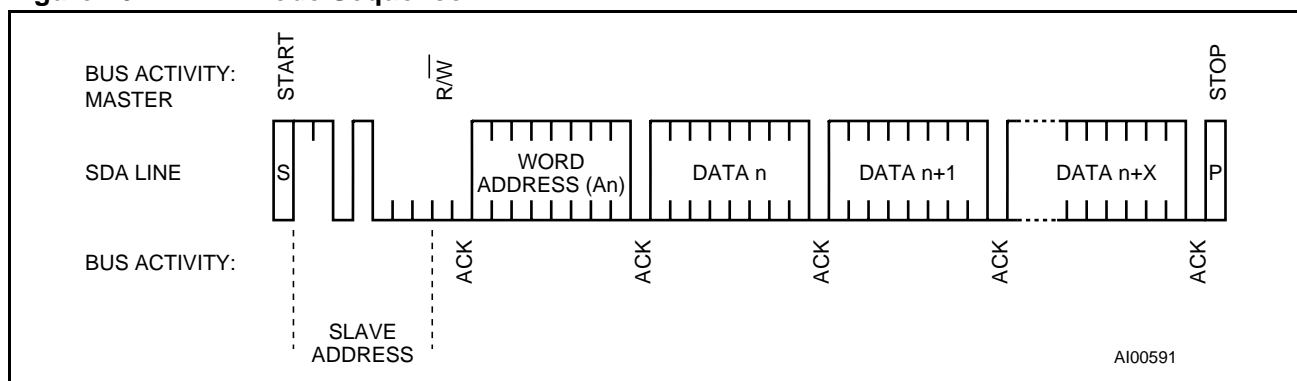 BUS ACTIVITY:
MASTER
START
R/W
STOP
SDA LINE
S
WORD
ADDRESS (An)
DATA n
DATA n+1
DATA n+X
P
BUS ACTIVITY:
ACK
ACK
ACK
ACK
ACK
SLAVE
ADDRESS
AI00591